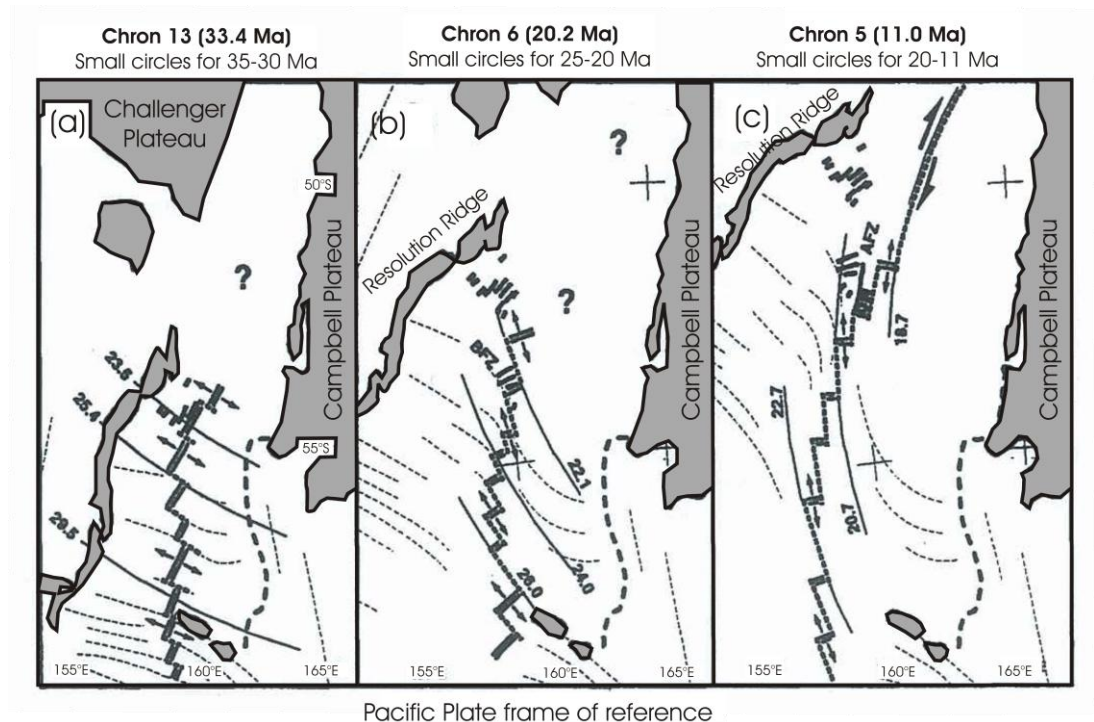 Chron 13 (33.4 Ma)
Small circles for 35-30 Ma
Chron 6 (20.2 Ma)
Small circles for 25-20 Ma
Chron 5 (11.0 Ma)
Small circles for 20-11 Ma
(a)
Challenger
Plateau
50°S
Campbell Plateau
?
23.5
25.4
55°S
29.5
155°E
160°E
165°E
(b)
?
Resolution Ridge
?
Campbell Plateau
BFZ
22.1
24.0
26.0
155°E
160°E
165°E
(c)
Resolution Ridge
AFZ
18.7
Campbell Plateau
22.7
20.7
155°E
160°E
165°E
Pacific Plate frame of reference